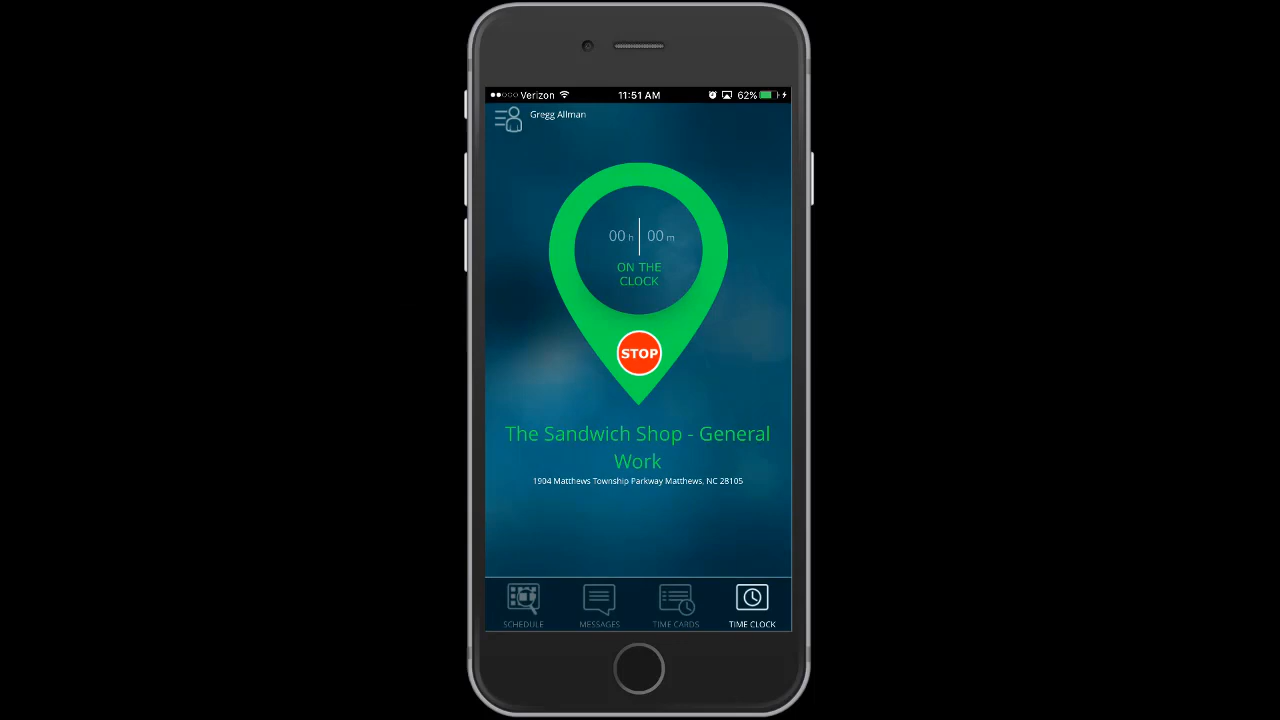 Verizon 11:51 AM 62%
Gregg Allman
00 h 00 m
ON THE
CLOCK
STOP
The Sandwich Shop - General
Work
1904 Matthews Township Parkway Matthews, NC 28105
SCHEDULE MESSAGES TIME CARDS TIME CLOCK